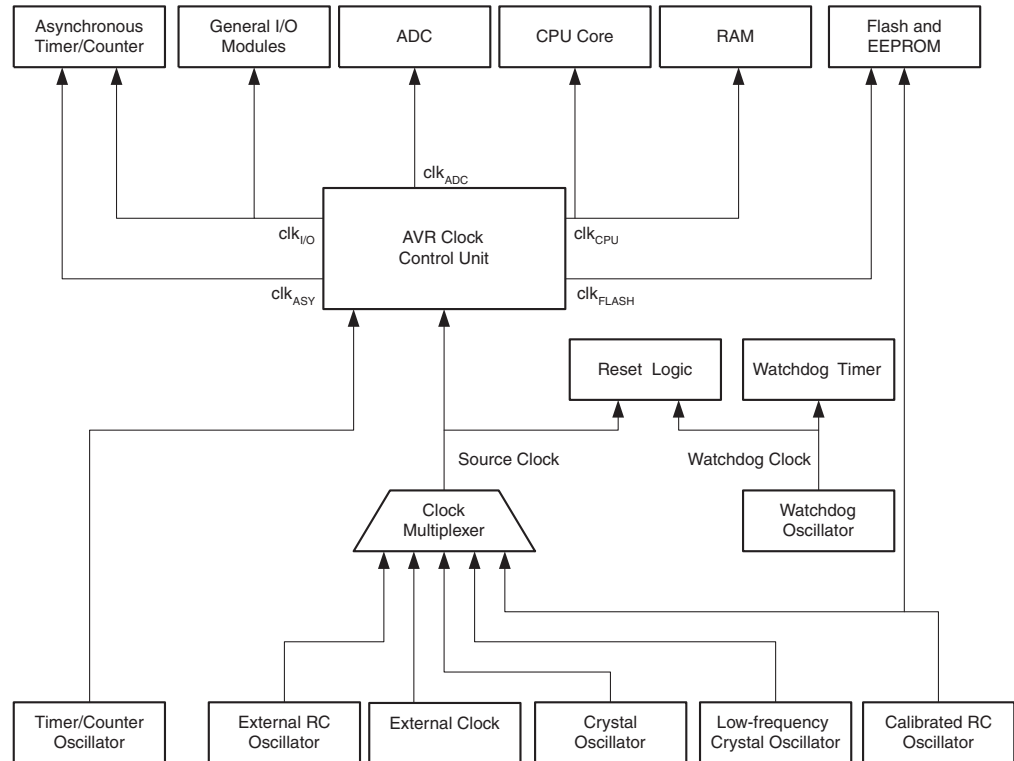 Asynchronous
Timer/Counter
General I/O
Modules
ADC
CPU Core
RAM
Flash and
EEPROM
clkADC
clkI/O
AVR Clock
Control Unit
clkCPU
clkASY
clkFLASH
Reset Logic
Watchdog Timer
Source Clock
Watchdog Clock
Clock
Multiplexer
Watchdog
Oscillator
Timer/Counter
Oscillator
External RC
Oscillator
External Clock
Crystal
Oscillator
Low-frequency
Crystal Oscillator
Calibrated RC
Oscillator